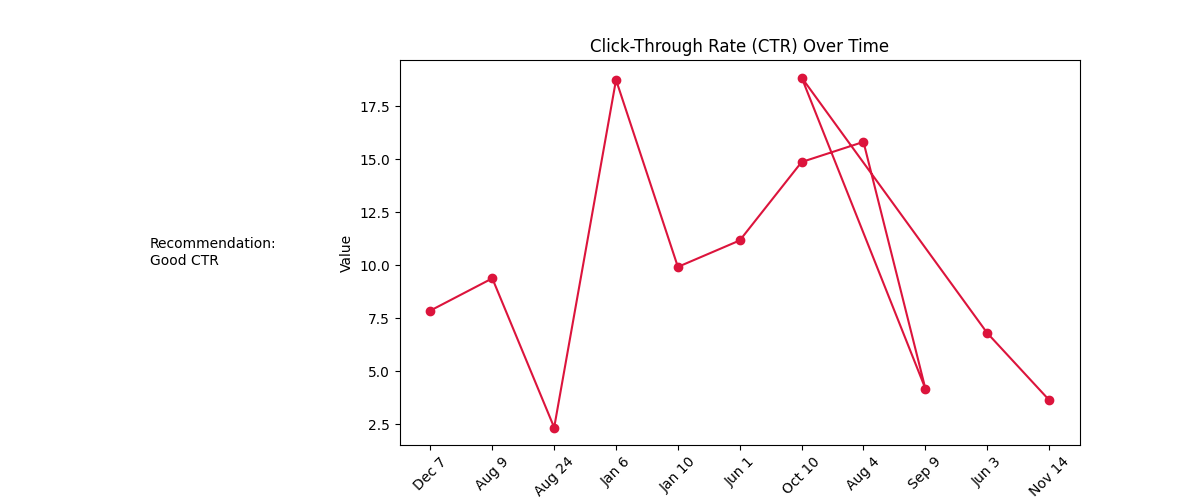 Click-Through Rate (CTR) Over Time
Recommendation:
Good CTR
Value
17.5
15.0
12.5
10.0
7.5
5.0
2.5
Dec 7
Aug 9
Aug 24
Jan 6
Jan 10
Jun 1
Oct 10
Aug 4
Sep 9
Jun 3
Nov 14